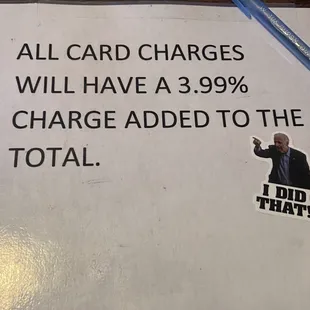 ALL CARD CHARGES
WILL HAVE A 3.99%
CHARGE ADDED TO THE
TOTAL.
I DID
THAT!